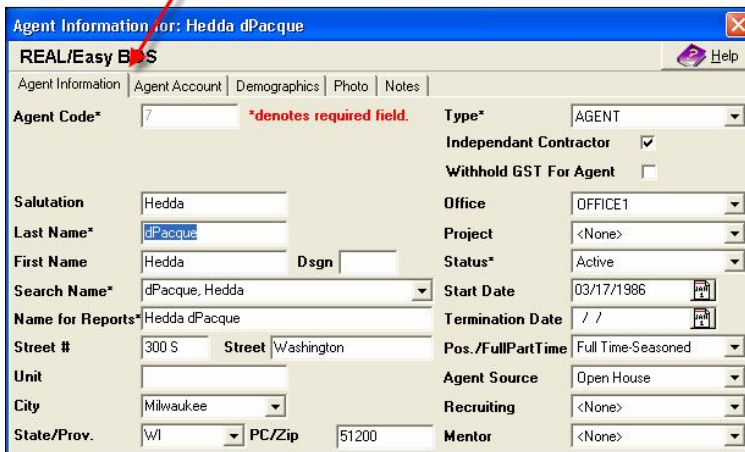 Agent Information for: Hedda dPacque
REAL/Easy B S
Help
Agent Information Agent Account Demographics Photo Notes
Agent Code* 7 *denotes required field. Type* AGENT
Independant Contractor
Withhold GST For Agent
Salutation Hedda Office OFFICE1
Last Name* dPacque Project <None>
First Name Hedda Dsgn Status* Active
Search Name* dPacque, Hedda Start Date 03/17/1986
Name for Reports* Hedda dPacque Termination Date / /
Street # 300 S Street Washington Pos./FullPartTime Full Time-Seasoned
Unit Agent Source Open House
City Milwaukee Recruiting <None>
State/Prov. WI PC/Zip 51200 Mentor <None>